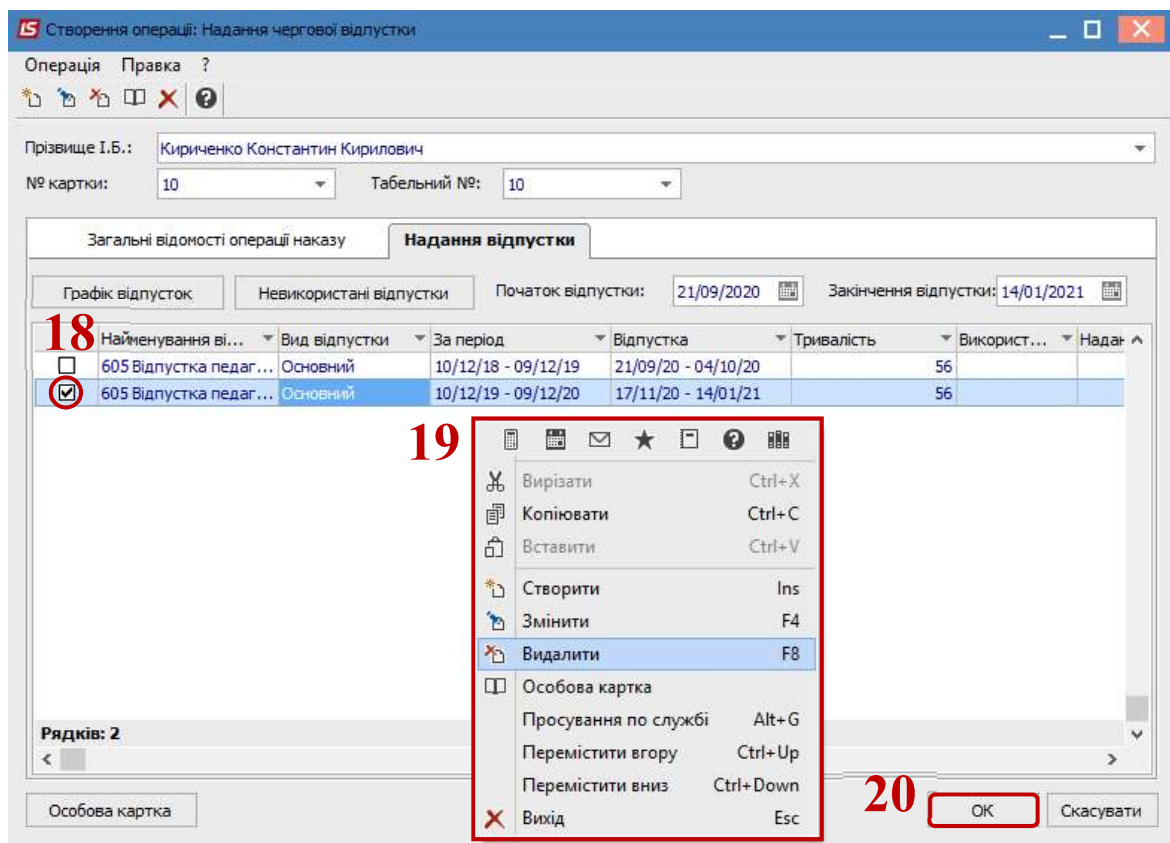 Створення операції: Надання чергової відпустки
Операція Правка ?
Прізвище І.Б.: Кириченко Константин Кирилович
№ картки: 10 Табельний №: 10
Загальні відомості операції наказу Надання відпустки
Графік відпусток Невикористані відпустки Початок відпустки: 21/09/2020 Закінчення відпустки: 14/01/2021
18 Найменування ві... Вид відпустки За період Відпустка Тривалість Використ... Надан
605 Відпустка педаг... Основний 10/12/18 - 09/12/19 21/09/20 - 04/10/20 56
605 Відпустка педаг... Основний 10/12/19 - 09/12/20 17/11/20 - 14/01/21 56
19
Вирізати Ctrl+X
Копіювати Ctrl+C
Вставити Ctrl+V
Створити Ins
Змінити F4
Видалити F8
Особова картка
Просування по службі Alt+G
Перемістити вгору Ctrl+Up
Перемістити вниз Ctrl+Down
Вихід Esc
Рядків: 2
20
Особова картка ОК Скасувати